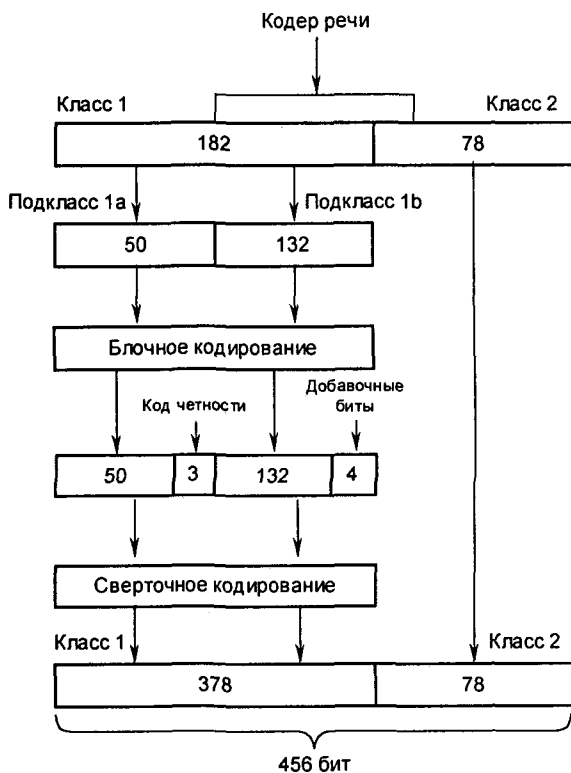 Кодер речи
Класс 1
Класс 2
182
78
Подкласс 1a
Подкласс 1b
50
132
Блочное кодирование
Код четности
Добавочные
биты
50
3
132
4
Сверточное кодирование
Класс 1
Класс 2
378
78
456 бит